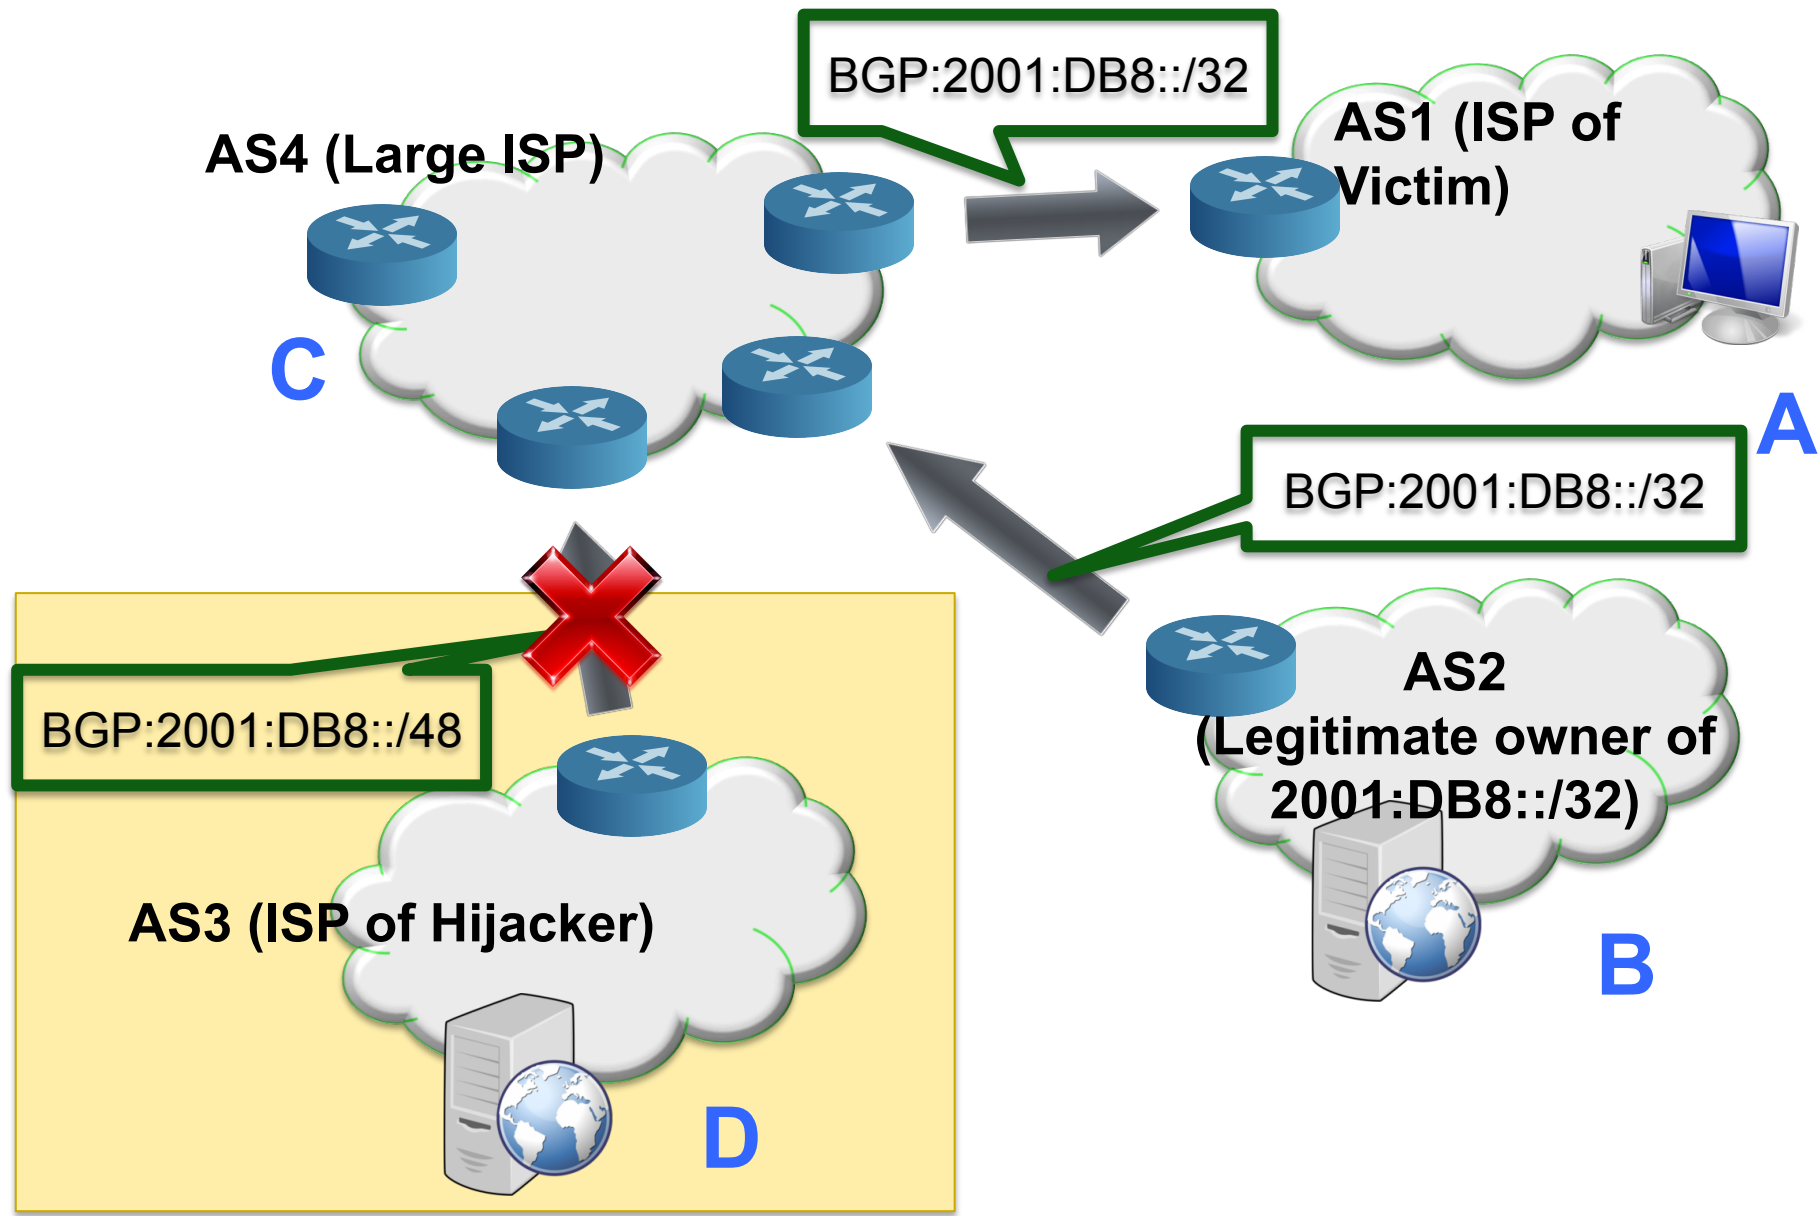 BGP:2001:DB8::/32
AS4 (Large ISP)
AS1 (ISP of
Victim)
C
A
BGP:2001:DB8::/32
BGP:2001:DB8::/48
AS2
(Legitimate owner of
2001:DB8::/32)
AS3 (ISP of Hijacker)
B
D